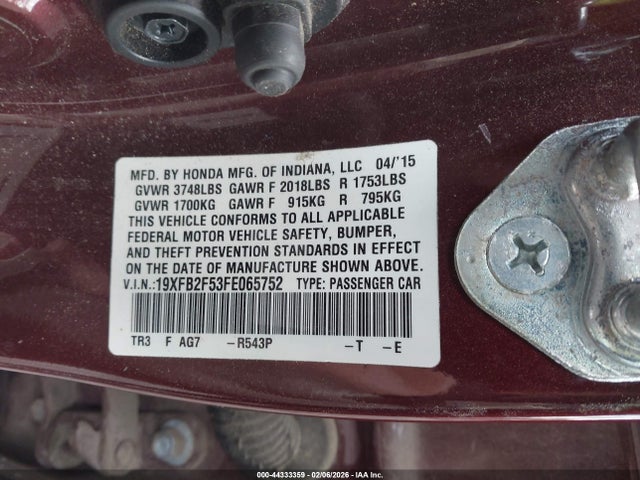 MFD. BY HONDA MFG. OF INDIANA, LLC 04/'15
GVWR 3748LBS GAWR F 2018LBS R 1753LBS
GVWR 1700KG GAWR F 915KG R 795KG
THIS VEHICLE CONFORMS TO ALL APPLICABLE
FEDERAL MOTOR VEHICLE SAFETY, BUMPER,
AND THEFT PREVENTION STANDARDS IN EFFECT
ON THE DATE OF MANUFACTURE SHOWN ABOVE.
V.I.N.:19XFB2F53FE065752 TYPE: PASSENGER CAR
TR3 F AG7 -R543P -T -E
000-44333359 | 02/06/2026 | IAA Inc.